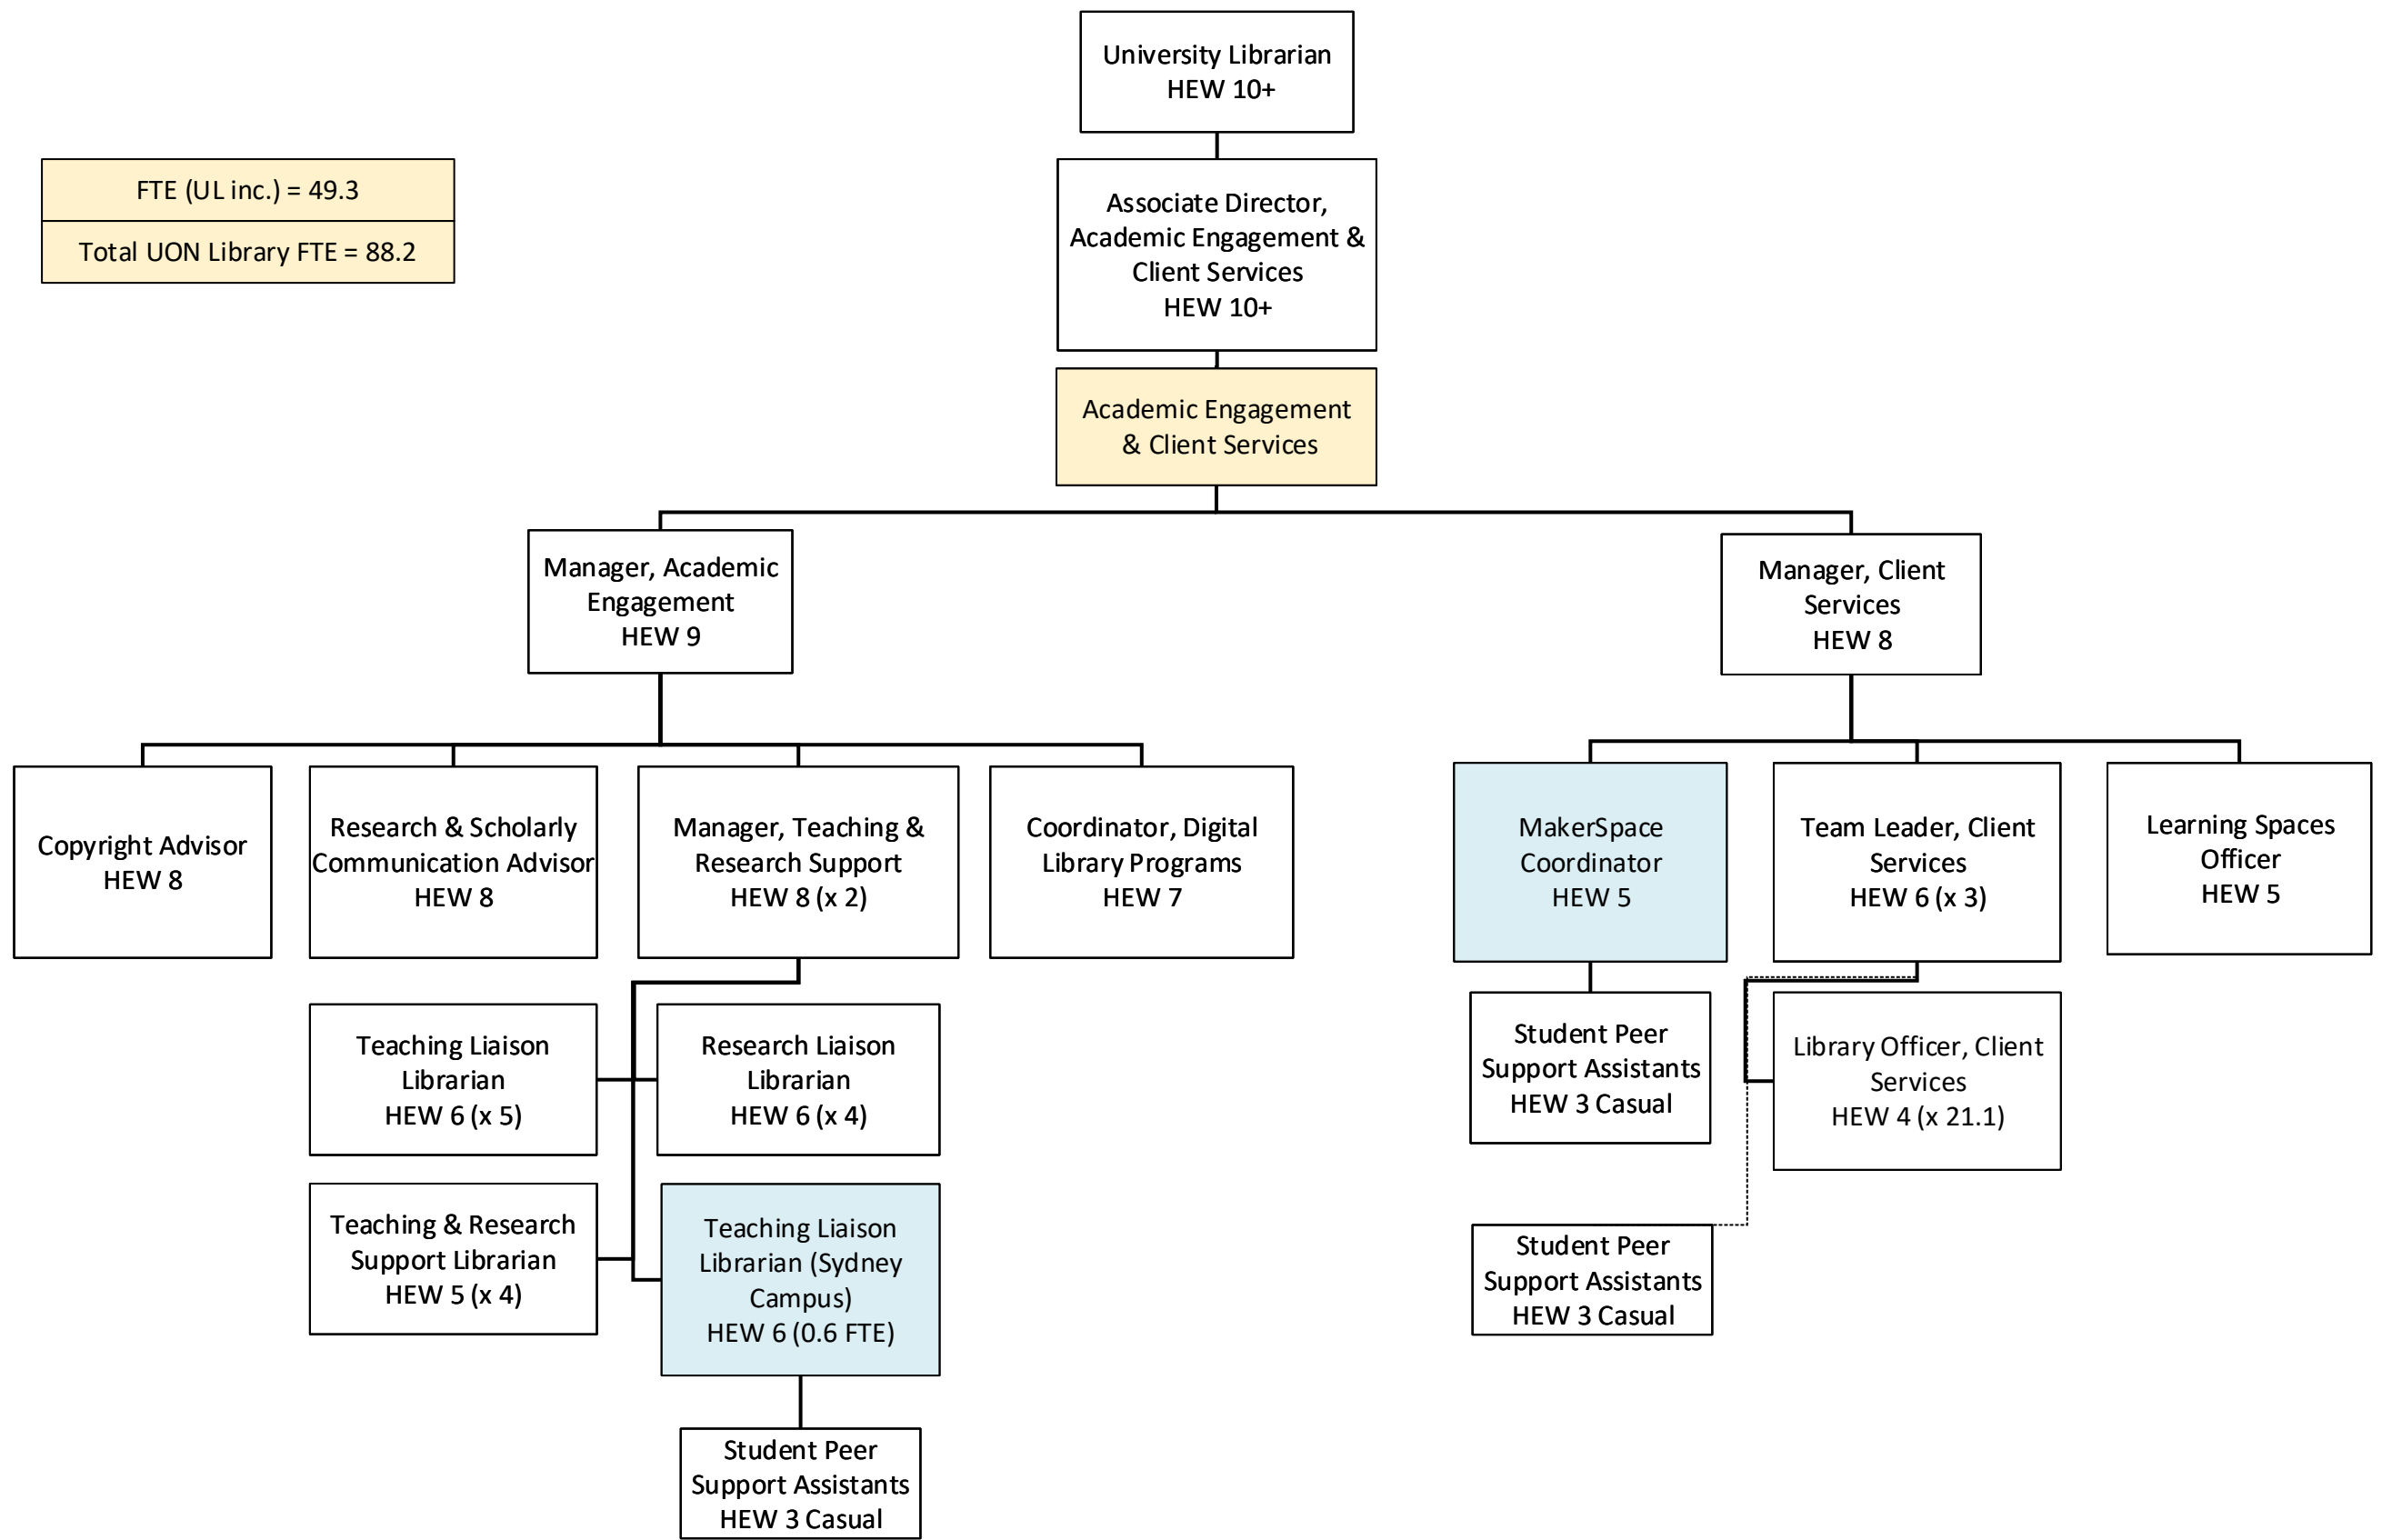 University Librarian
HEW 10+
FTE (UL inc.) = 49.3
Total UON Library FTE = 88.2
Associate Director,
Academic Engagement &
Client Services
HEW 10+
Academic Engagement
& Client Services
Manager, Academic
Engagement
HEW 9
Manager, Client
Services
HEW 8
Copyright Advisor
HEW 8
Research & Scholarly
Communication Advisor
HEW 8
Manager, Teaching &
Research Support
HEW 8 (x 2)
Coordinator, Digital
Library Programs
HEW 7
MakerSpace
Coordinator
HEW 5
Team Leader, Client
Services
HEW 6 (x 3)
Learning Spaces
Officer
HEW 5
Teaching Liaison
Librarian
HEW 6 (x 5)
Research Liaison
Librarian
HEW 6 (x 4)
Student Peer
Support Assistants
HEW 3 Casual
Library Officer, Client
Services
HEW 4 (x 21.1)
Teaching & Research
Support Librarian
HEW 5 (x 4)
Teaching Liaison
Librarian (Sydney
Campus)
HEW 6 (0.6 FTE)
Student Peer
Support Assistants
HEW 3 Casual
Student Peer
Support Assistants
HEW 3 Casual